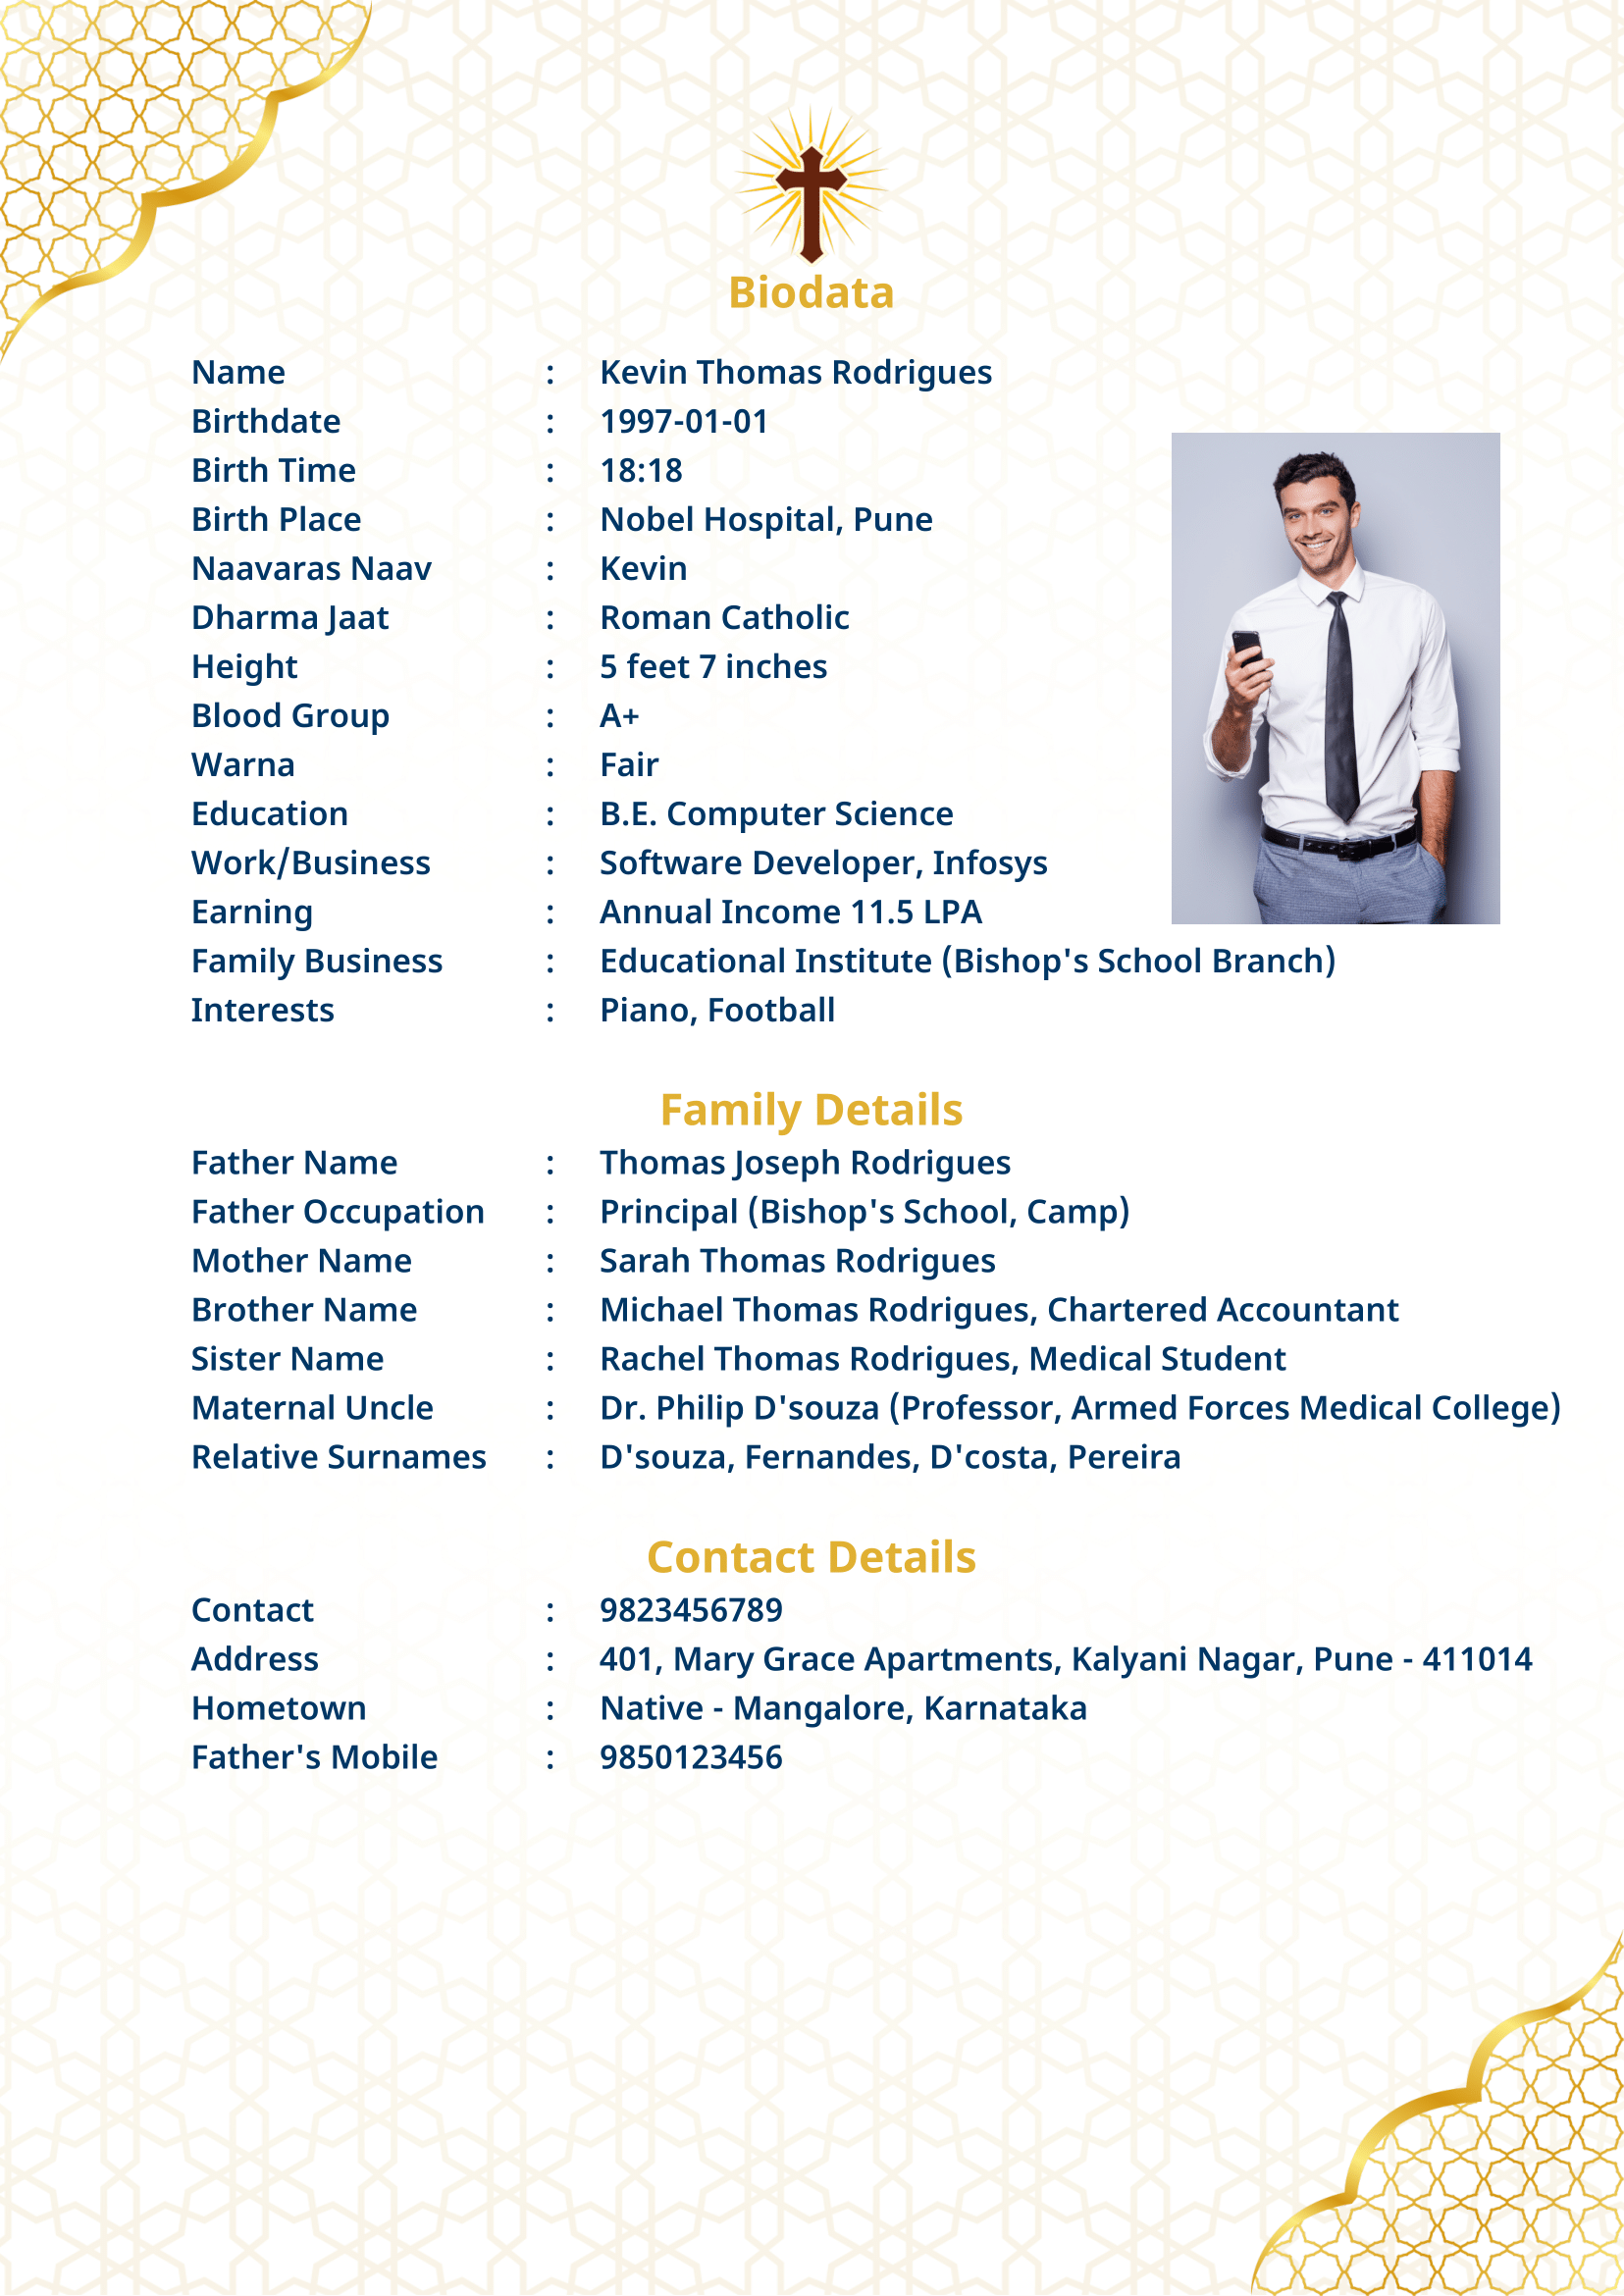 Biodata
Name : Kevin Thomas Rodrigues
Birthdate : 1997-01-01
Birth Time : 18:18
Birth Place : Nobel Hospital, Pune
Naavaras Naav : Kevin
Dharma Jaat : Roman Catholic
Height : 5 feet 7 inches
Blood Group : A+
Warna : Fair
Education : B.E. Computer Science
Work/Business : Software Developer, Infosys
Earning : Annual Income 11.5 LPA
Family Business : Educational Institute (Bishop's School Branch)
Interests : Piano, Football
Family Details
Father Name : Thomas Joseph Rodrigues
Father Occupation : Principal (Bishop's School, Camp)
Mother Name : Sarah Thomas Rodrigues
Brother Name : Michael Thomas Rodrigues, Chartered Accountant
Sister Name : Rachel Thomas Rodrigues, Medical Student
Maternal Uncle : Dr. Philip D'souza (Professor, Armed Forces Medical College)
Relative Surnames : D'souza, Fernandes, D'costa, Pereira
Contact Details
Contact : 9823456789
Address : 401, Mary Grace Apartments, Kalyani Nagar, Pune - 411014
Hometown : Native - Mangalore, Karnataka
Father's Mobile : 9850123456